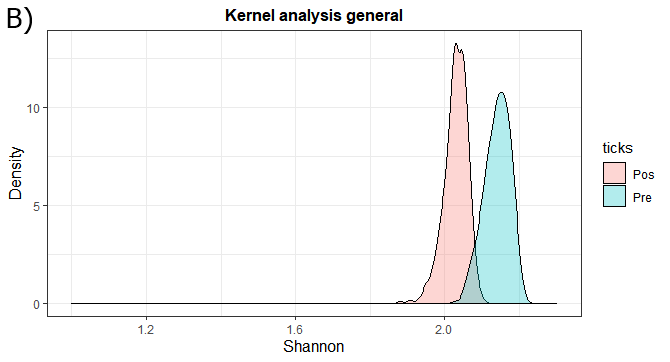 B)
Kernel analysis general
10
5
0
Density
1.2
1.6
2.0
Shannon
ticks
Pos
Pre